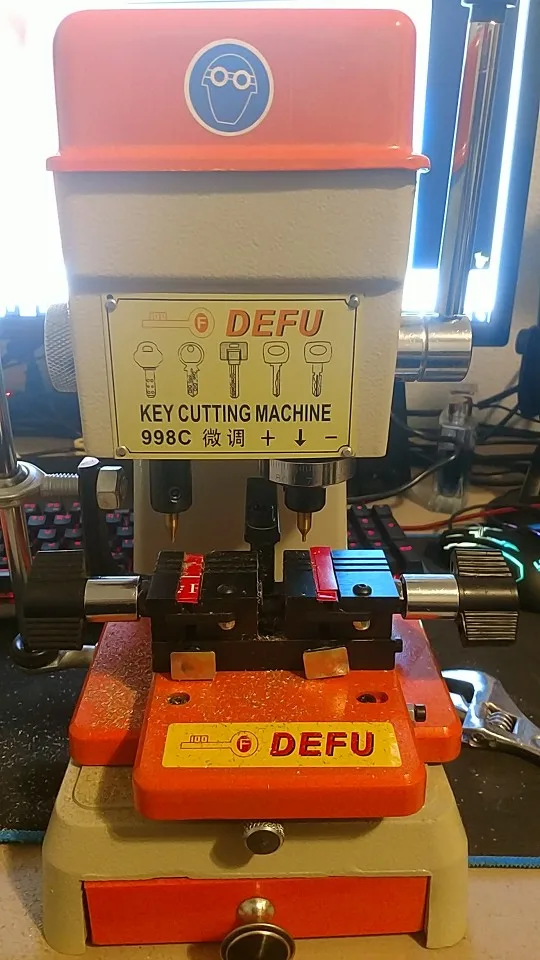 DEFU
KEY CUTTING MACHINE
998C 微调 + ↓ −
DEFU